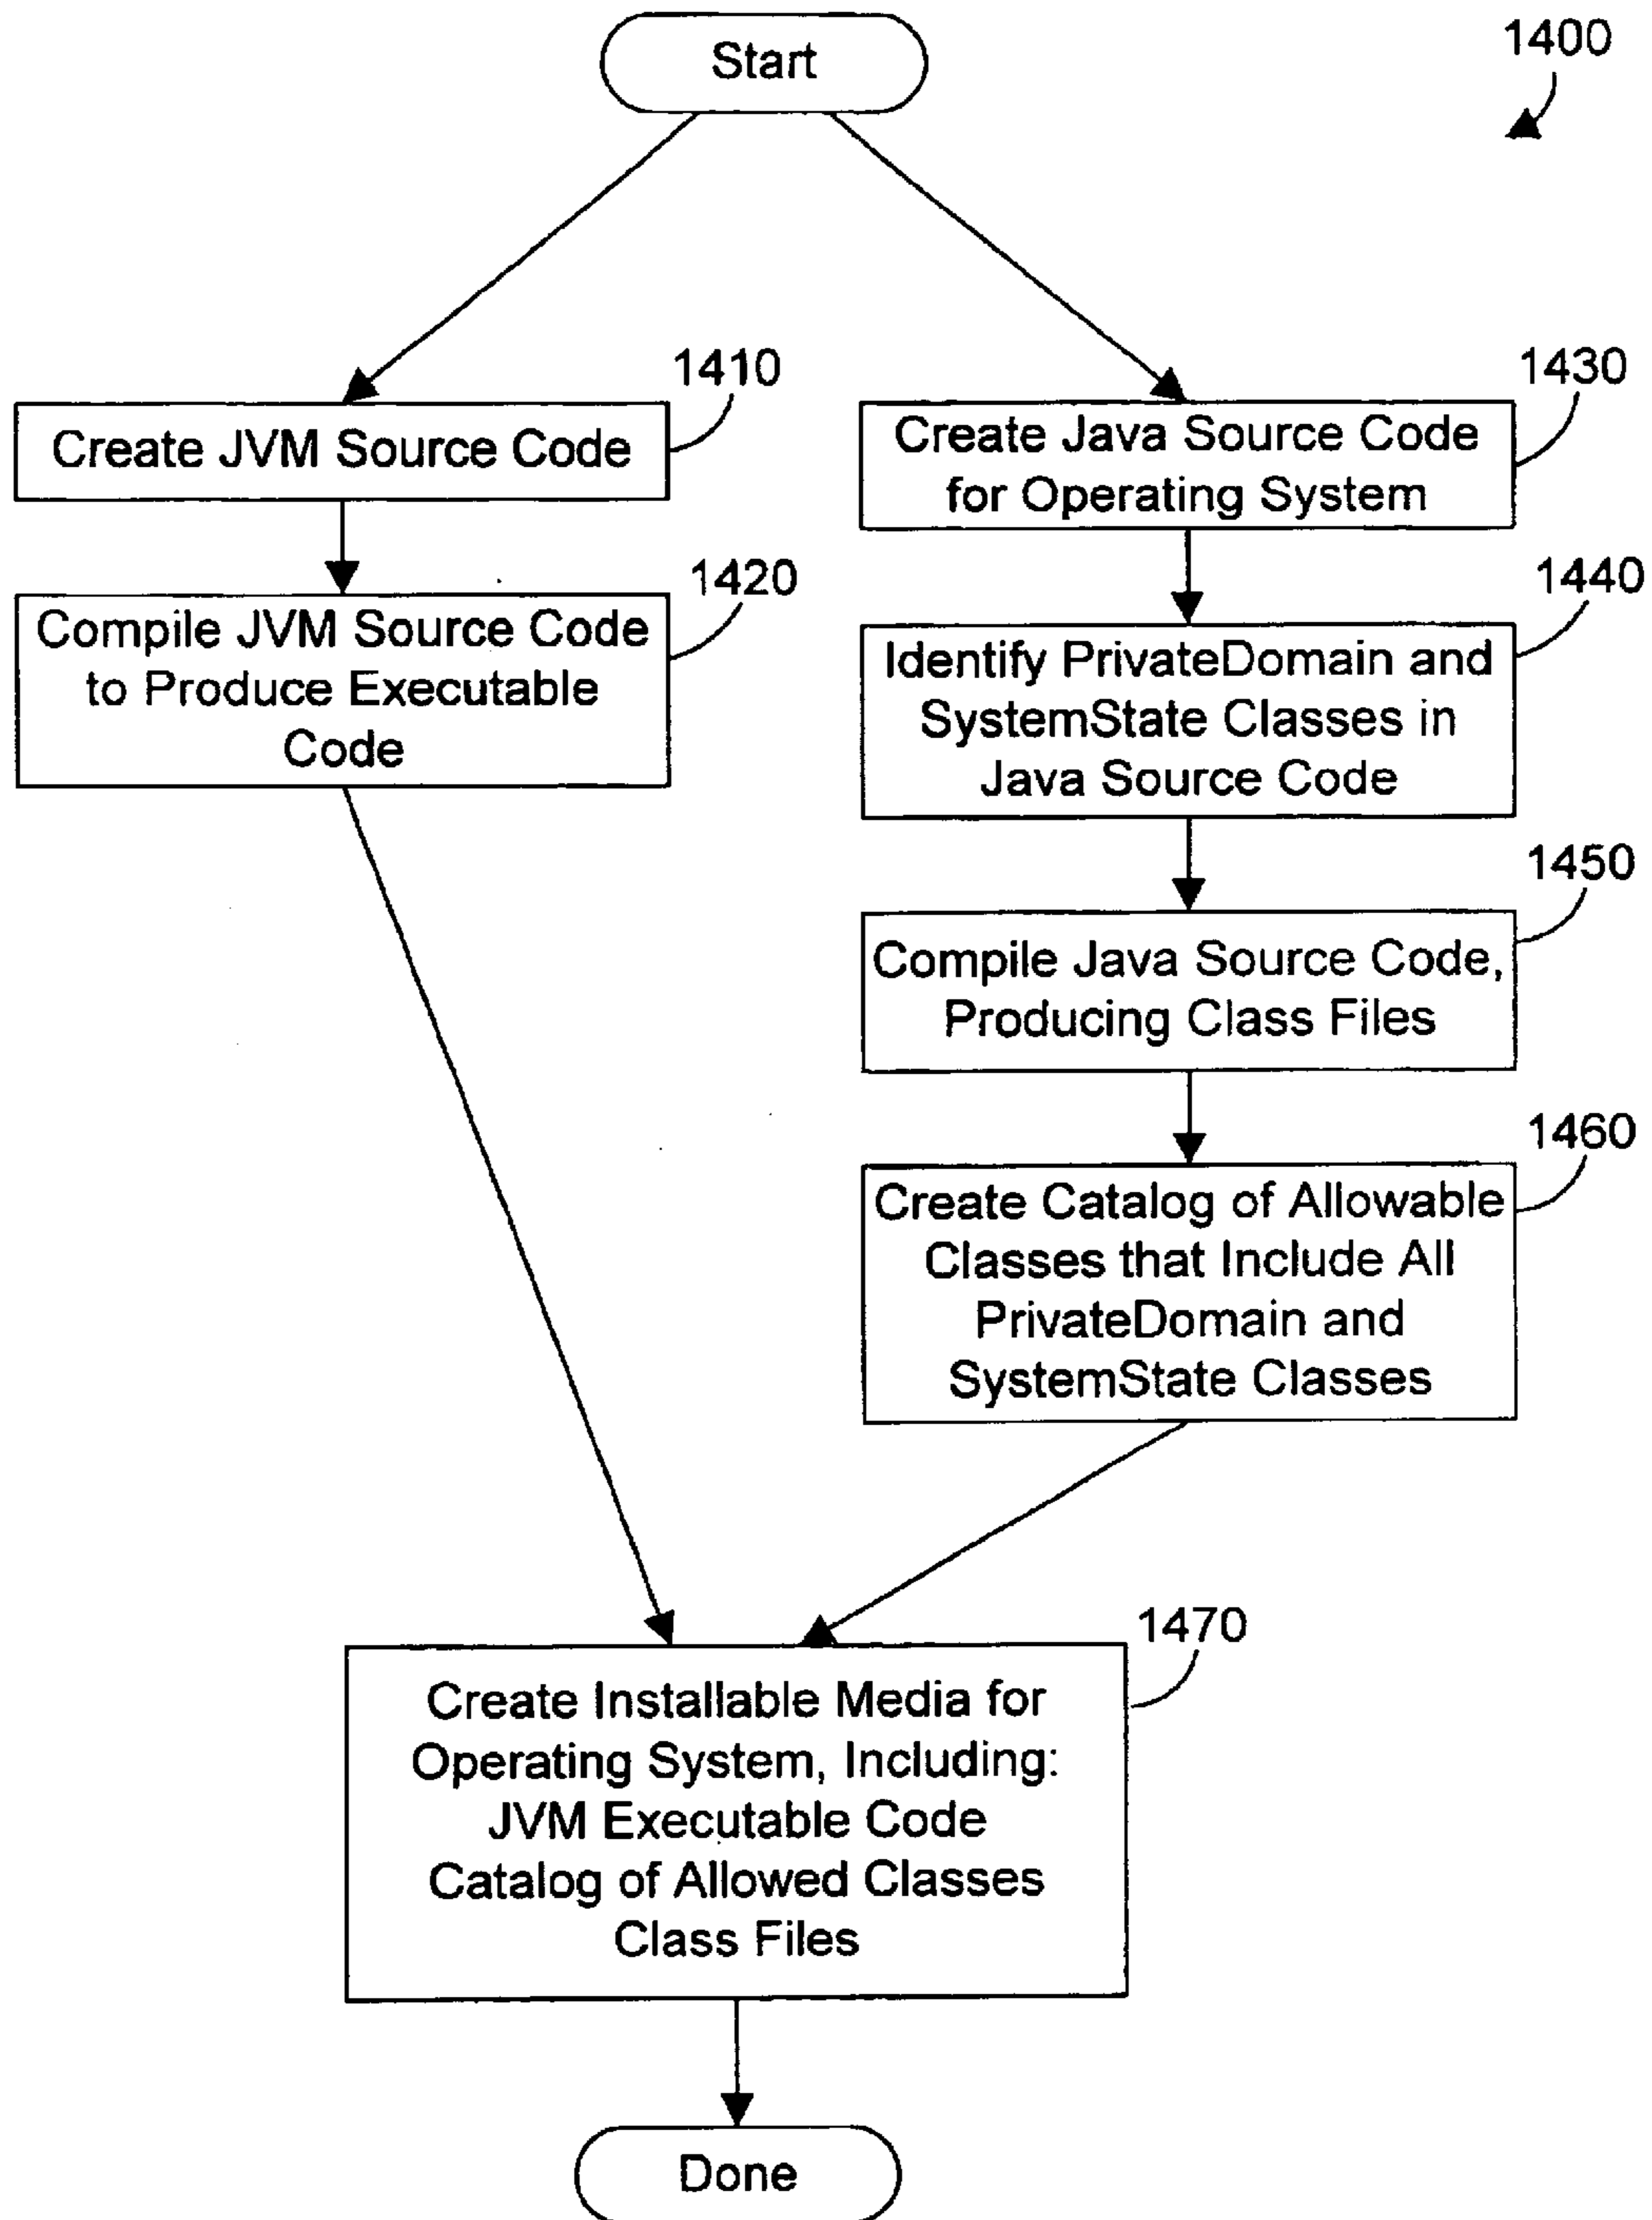 Start
1400
1410
Create JVM Source Code
1420
Compile JVM Source Code
to Produce Executable
Code
1430
Create Java Source Code
for Operating System
1440
Identify PrivateDomain and
SystemState Classes in
Java Source Code
1450
Compile Java Source Code,
Producing Class Files
1460
Create Catalog of Allowable
Classes that Include All
PrivateDomain and
SystemState Classes
1470
Create Installable Media for
Operating System, Including:
JVM Executable Code
Catalog of Allowed Classes
Class Files
Done